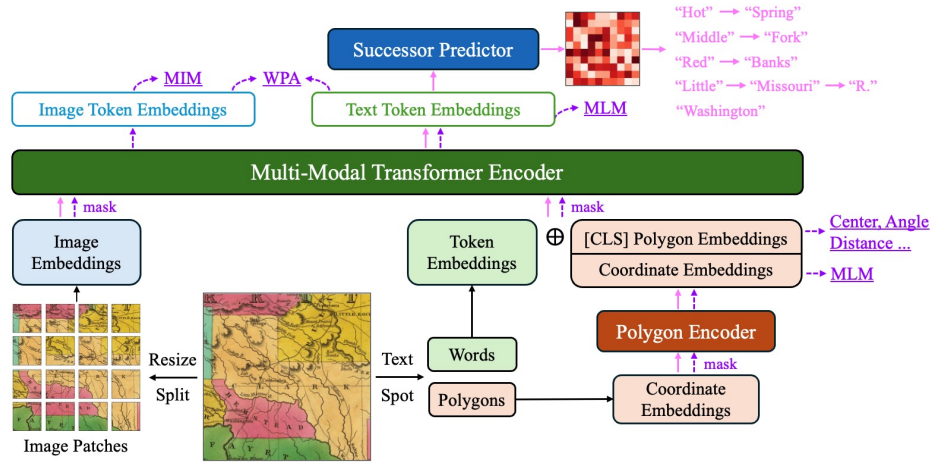 "Hot" → "Spring"
Successor Predictor
"Middle" → "Fork"
"Red" → "Banks"
MIM
WPA
"Little" → "Missouri" → "R."
Image Token Embeddings
Text Token Embeddings
MLM
"Washington"
Multi-Modal Transformer Encoder
mask
mask
Image
Embeddings
Token
Embeddings
⊕
[CLS] Polygon Embeddings
Coordinate Embeddings
Center, Angle
Distance ...
MLM
Polygon Encoder
mask
Resize
Split
Text
Spot
Words
Polygons
Coordinate
Embeddings
Image Patches